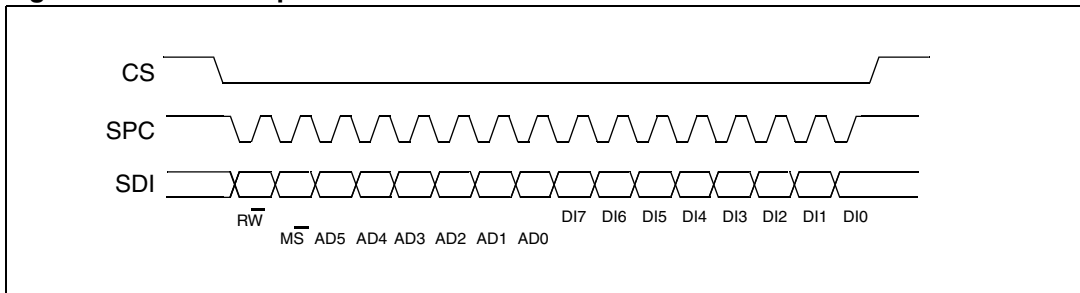 CS
SPC
SDI
RW̅ DI7 DI6 DI5 DI4 DI3 DI2 DI1 DI0
MS̅ AD5 AD4 AD3 AD2 AD1 AD0